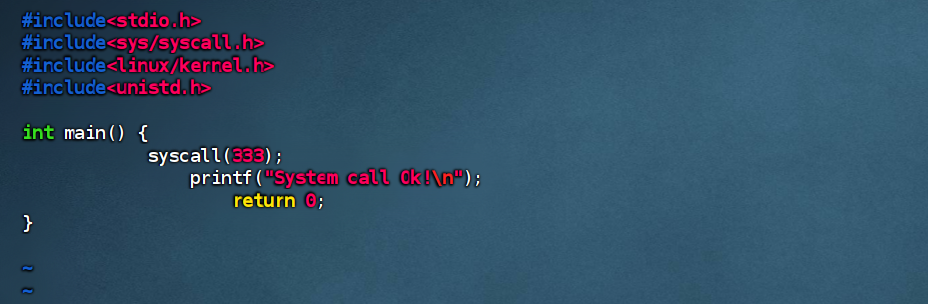 #include<stdio.h>
#include<sys/syscall.h>
#include<linux/kernel.h>
#include<unistd.h>
int main() {
syscall(333);
printf("System call Ok!\n");
return 0;
}
~
~